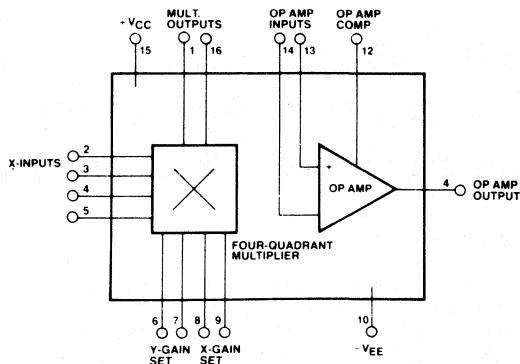 +VCC
15
MULT.
OUTPUTS
1
16
OP AMP
INPUTS
14
13
OP AMP
COMP
12
X-INPUTS
2
3
4
5
+
OP AMP
4
OP AMP
OUTPUT
FOUR-QUADRANT
MULTIPLIER
6
7
8
9
Y-GAIN
SET
X-GAIN
SET
10
-VEE